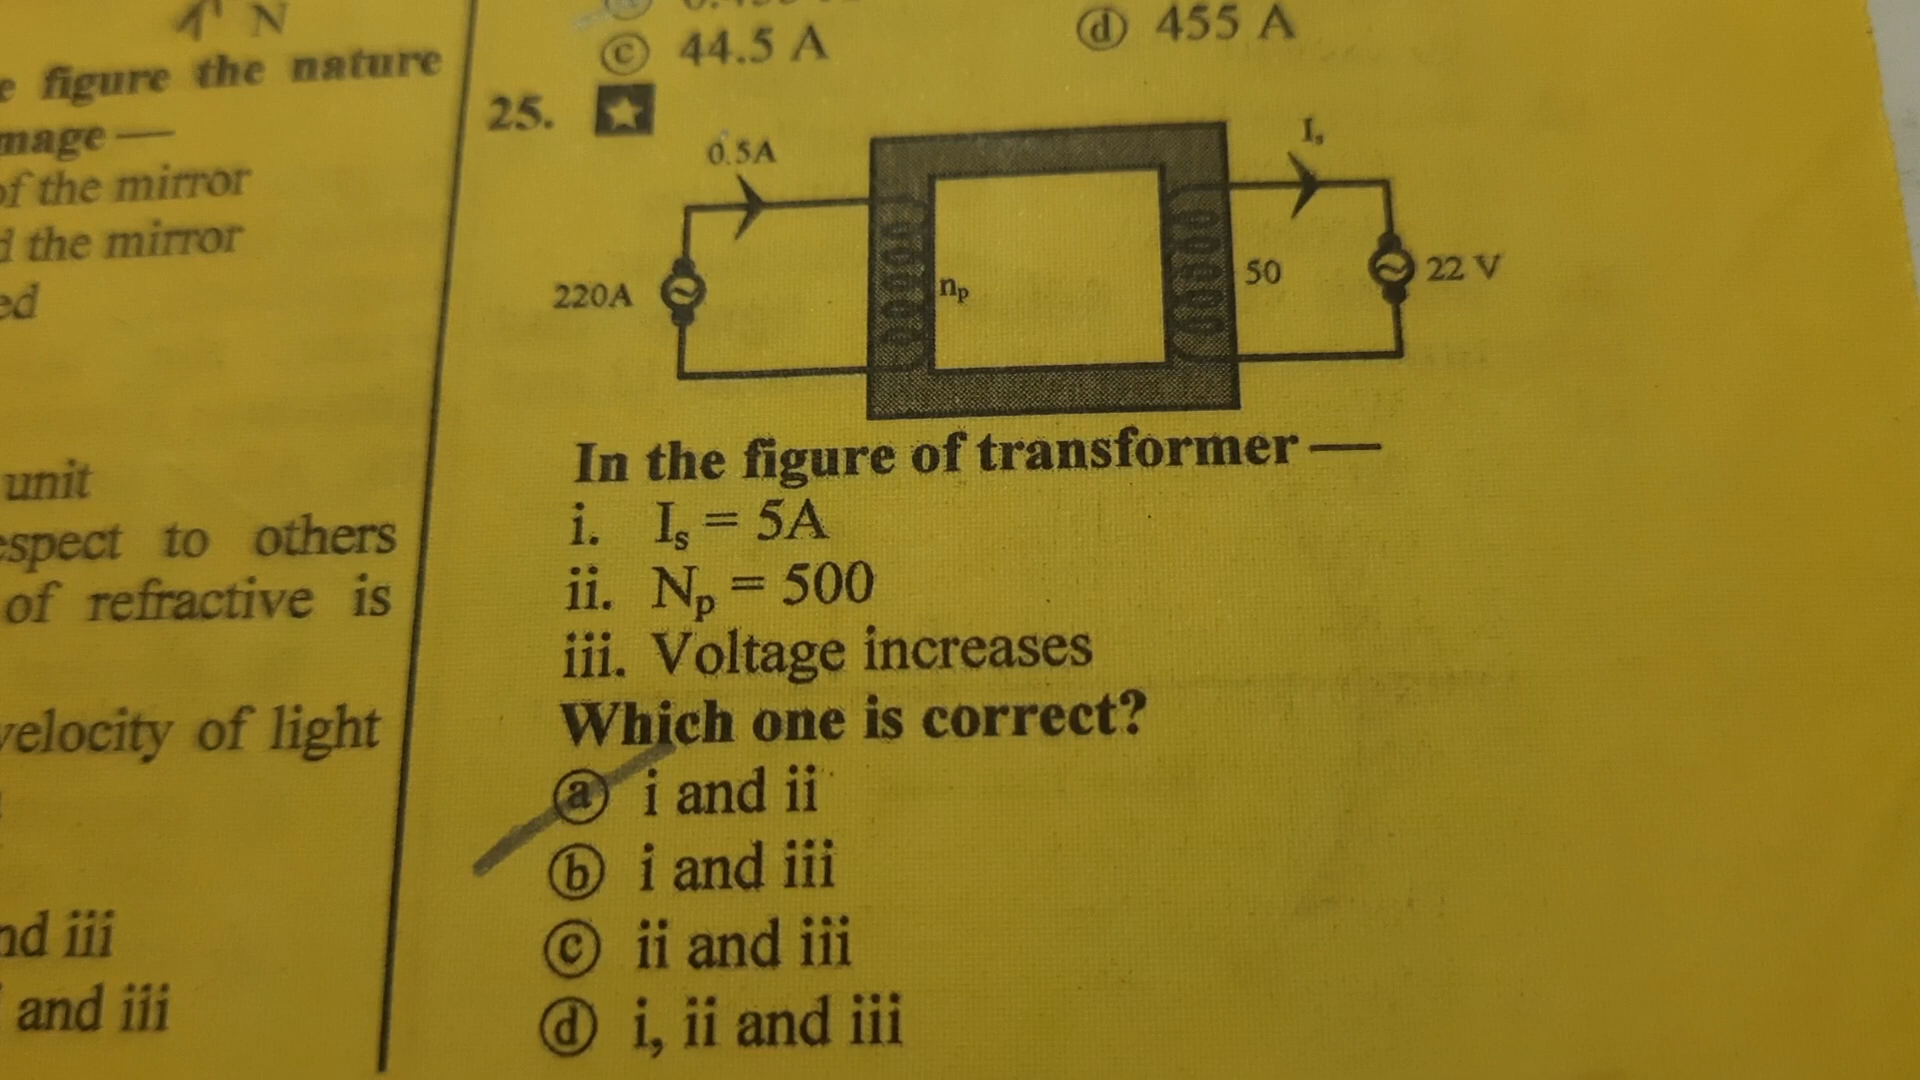 N
figure the nature
mage —
of the mirror
the mirror
ed
unit
espect to others
of refractive is
velocity of light
nd iii
and iii
ⓒ 44.5 A
ⓓ 455 A
25.
0.5A
I,
220A
np
50
22 V
In the figure of transformer —
i. Is = 5A
ii. Np = 500
iii. Voltage increases
Which one is correct?
ⓐ i and ii
ⓑ i and iii
ⓒ ii and iii
ⓓ i, ii and iii